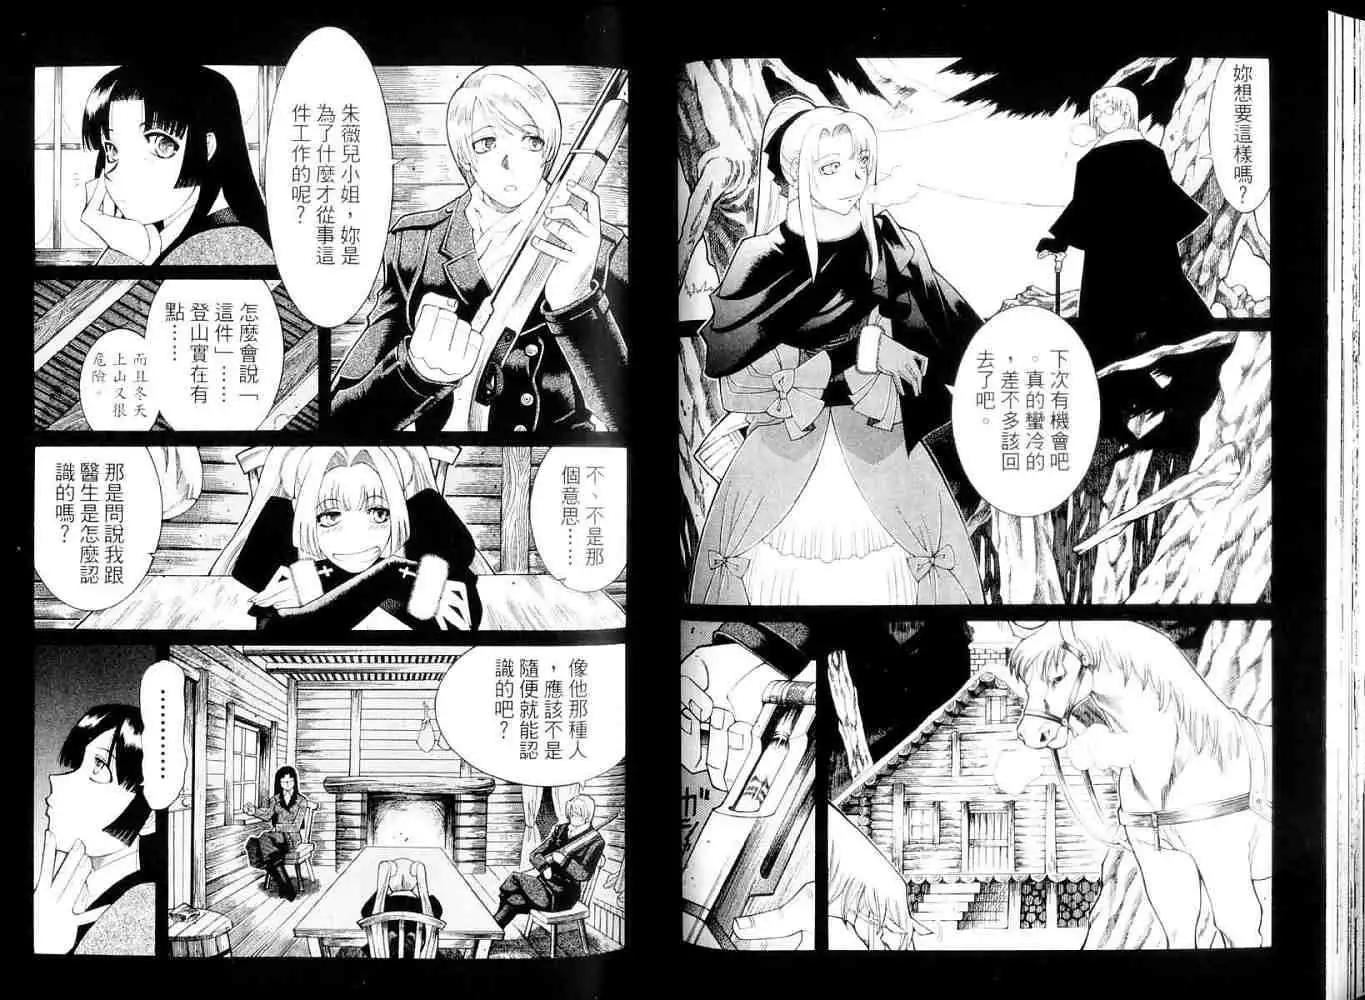 妳想要這樣嗎？
下次有機會吧
。真的蠻冷的
，差不多該回
去了吧。
ガシッ
朱薇兒小姐，妳是
為了什麼才從事這
件工作的呢？
怎麼會說「
這件」……
登山實在有
點……
而且冬天
上山又很
危險。
不、不是那
個意思……
那是問說我跟
醫生是怎麼認
識的嗎？
像他那種人
，應該不是
隨便就能認
識的吧？
…………